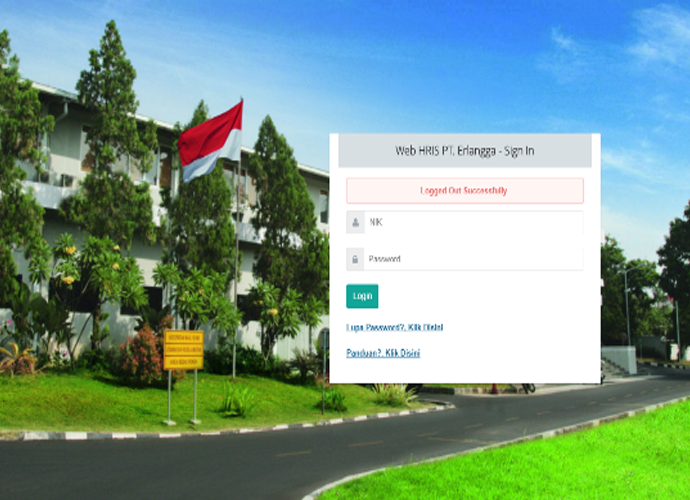 Web HRIS PT. Erlangga - Sign In
Logged Out Successfully
NIK
Password
Login
Lupa Password?, Klik Disini
Panduan?, Klik Disini